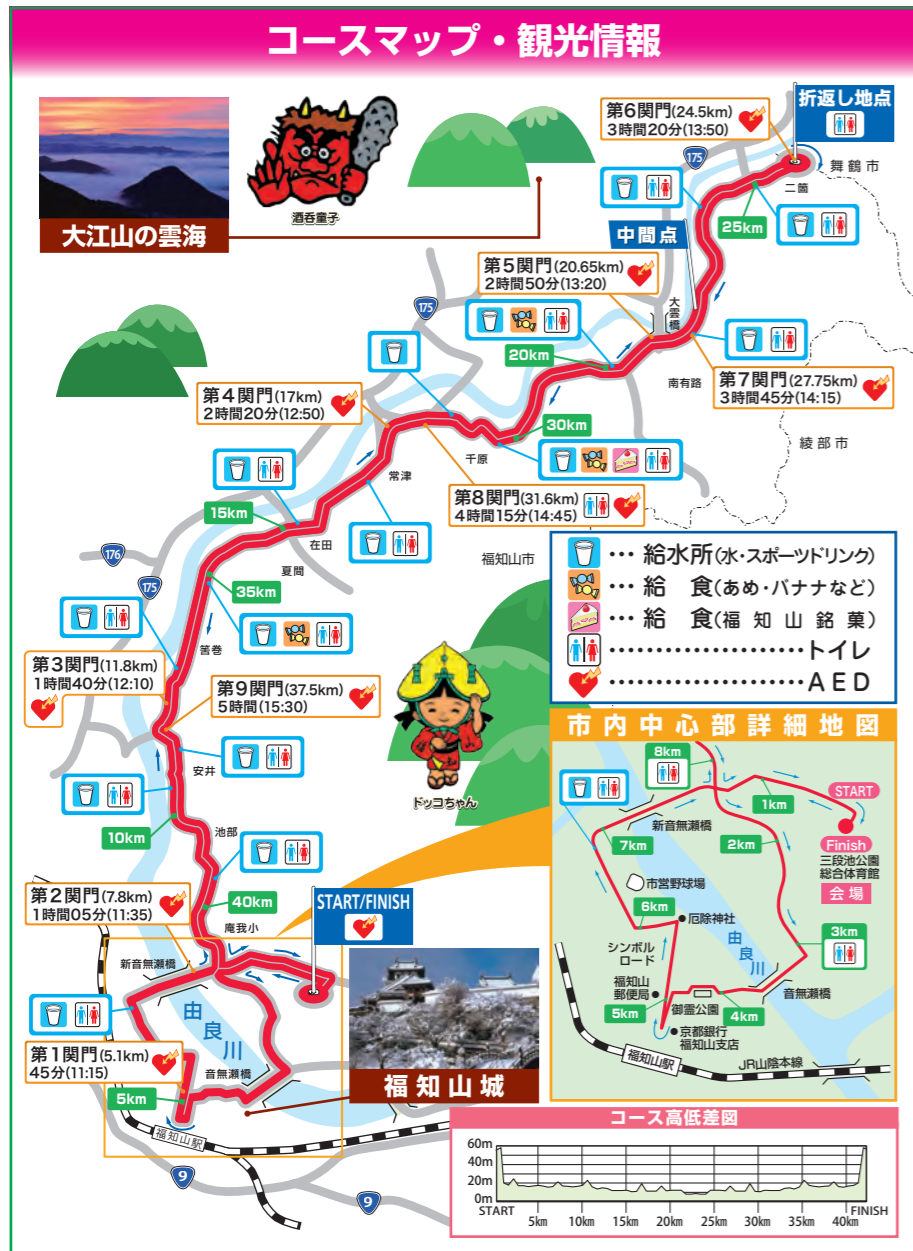 コースマップ・観光情報
大江山の雲海
酒呑童子
第6関門(24.5km)
3時間20分(13:50)
折返し地点
175
舞鶴市
二箇
25km
中間点
第5関門(20.65km)
2時間50分(13:20)
大雲橋
175
20km
南有路
第7関門(27.75km)
3時間45分(14:15)
綾部市
第4関門(17km)
2時間20分(12:50)
30km
千原
常津
第8関門(31.6km)
4時間15分(14:45)
15km
在田
176
175
夏間
35km
福知山市
… 給水所(水・スポーツドリンク)
… 給 食(あめ・バナナなど)
… 給 食(福知山銘菓)
…………………トイレ
…………………AED
筈巻
第3関門(11.8km)
1時間40分(12:10)
第9関門(37.5km)
5時間(15:30)
安井
ドッコちゃん
10km
池部
40km
第2関門(7.8km)
1時間05分(11:35)
庵我小
START/FINISH
新音無瀬橋
由良川
音無瀬橋
第1関門(5.1km)
45分(11:15)
5km
福知山駅
福知山城
9
9
市内中心部詳細地図
8km
START
1km
新音無瀬橋
7km
2km
Finish
三段池公園
総合体育館
会場
市営野球場
6km
厄除神社
3km
シンボル
ロード
由良川
福知山
郵便局
音無瀬橋
5km
御霊公園
4km
京都銀行
福知山支店
福知山駅
JR山陰本線
コース高低差図
60m
40m
20m
0m
START
5km
10km
15km
19km
25km
30km
35km
40km
FINISH